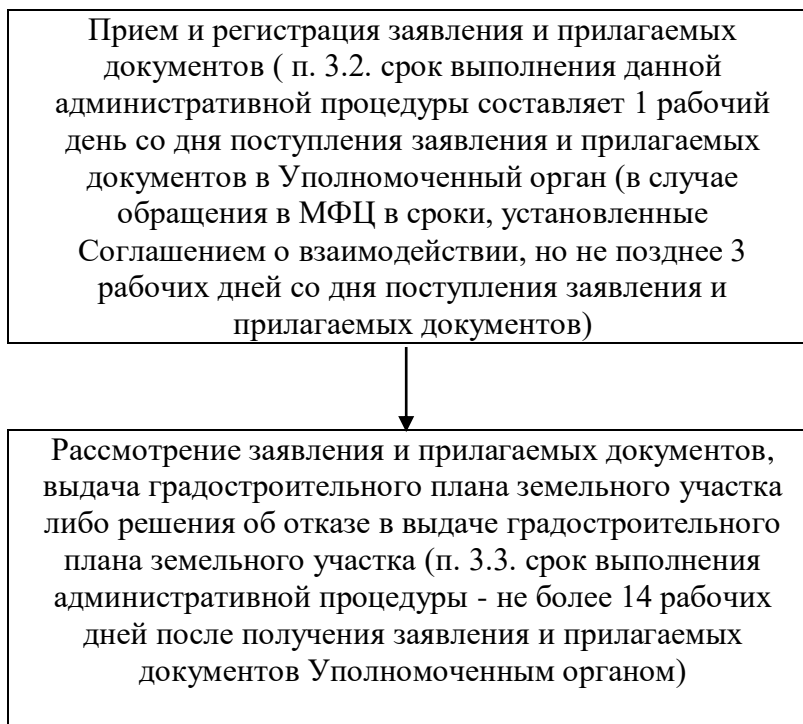 Прием и регистрация заявления и прилагаемых
документов ( п. 3.2. срок выполнения данной
административной процедуры составляет 1 рабочий
день со дня поступления заявления и прилагаемых
документов в Уполномоченный орган (в случае
обращения в МФЦ в сроки, установленные
Соглашением о взаимодействии, но не позднее 3
рабочих дней со дня поступления заявления и
прилагаемых документов)
Рассмотрение заявления и прилагаемых документов,
выдача градостроительного плана земельного участка
либо решения об отказе в выдаче градостроительного
плана земельного участка (п. 3.3. срок выполнения
административной процедуры - не более 14 рабочих
дней после получения заявления и прилагаемых
документов Уполномоченным органом)